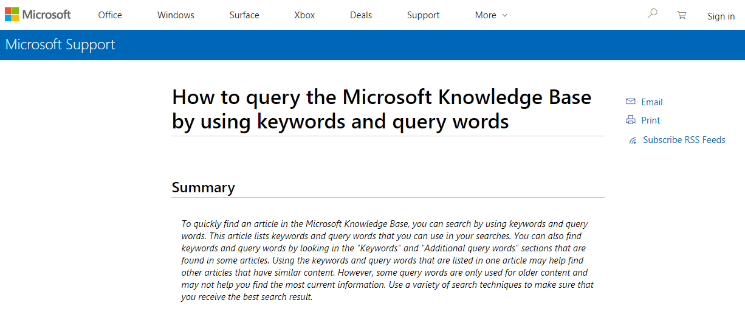 Microsoft Office Windows Surface Xbox Deals Support More Sign in
Microsoft Support
How to query the Microsoft Knowledge Base
by using keywords and query words
Email
Print
Subscribe RSS Feeds
Summary
To quickly find an article in the Microsoft Knowledge Base, you can search by using keywords and query
words. This article lists keywords and query words that you can use in your searches. You can also find
keywords and query words by looking in the "Keywords" and "Additional query words" sections that are
found in some articles. Using the keywords and query words that are listed in one article may help find
other articles that have similar content. However, some query words are only used for older content and
may not help you find the most current information. Use a variety of search techniques to make sure that
you receive the best search result.